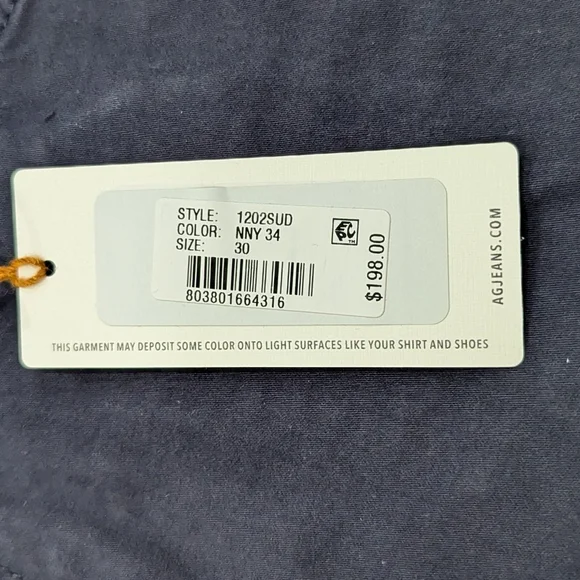 STYLE: 1202SUD
COLOR: NNY 34
SIZE: 30
803801664316
$198.00
AGJEANS.COM
THIS GARMENT MAY DEPOSIT SOME COLOR ONTO LIGHT SURFACES LIKE YOUR SHIRT AND SHOES